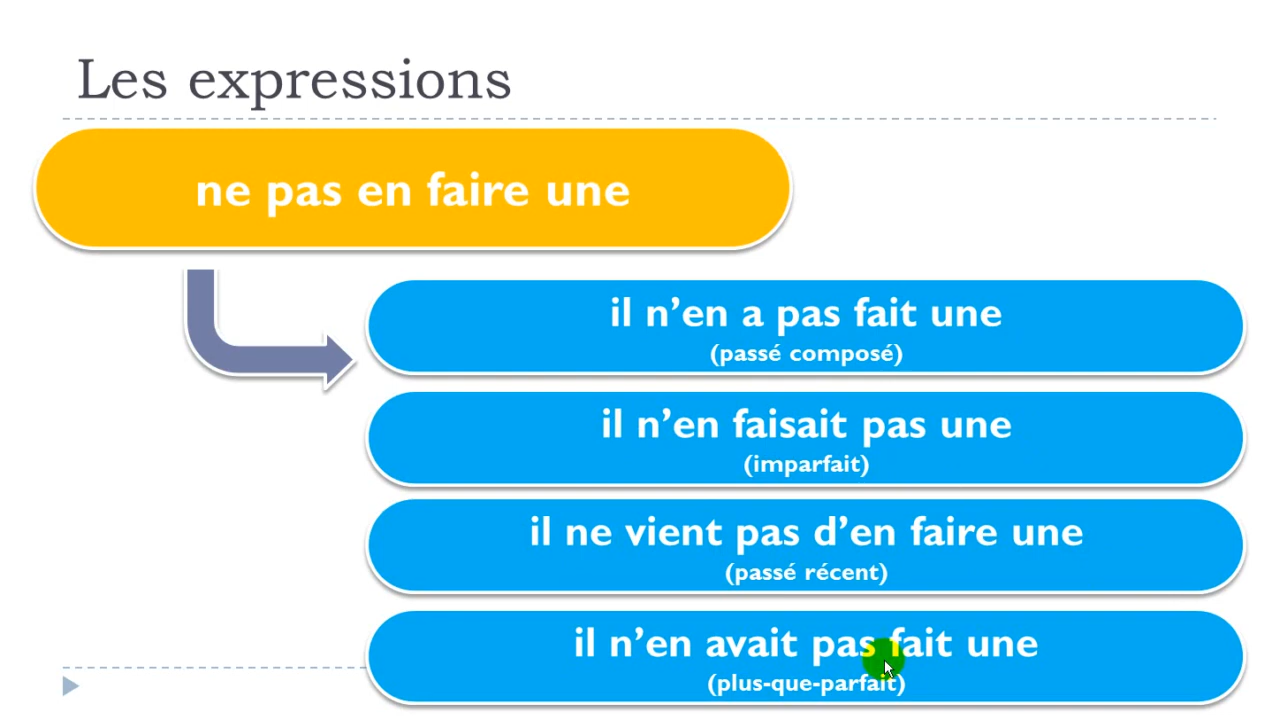 Les expressions
ne pas en faire une
il n’en a pas fait une
(passé composé)
il n’en faisait pas une
(imparfait)
il ne vient pas d’en faire une
(passé récent)
il n’en avait pas fait une
(plus-que-parfait)